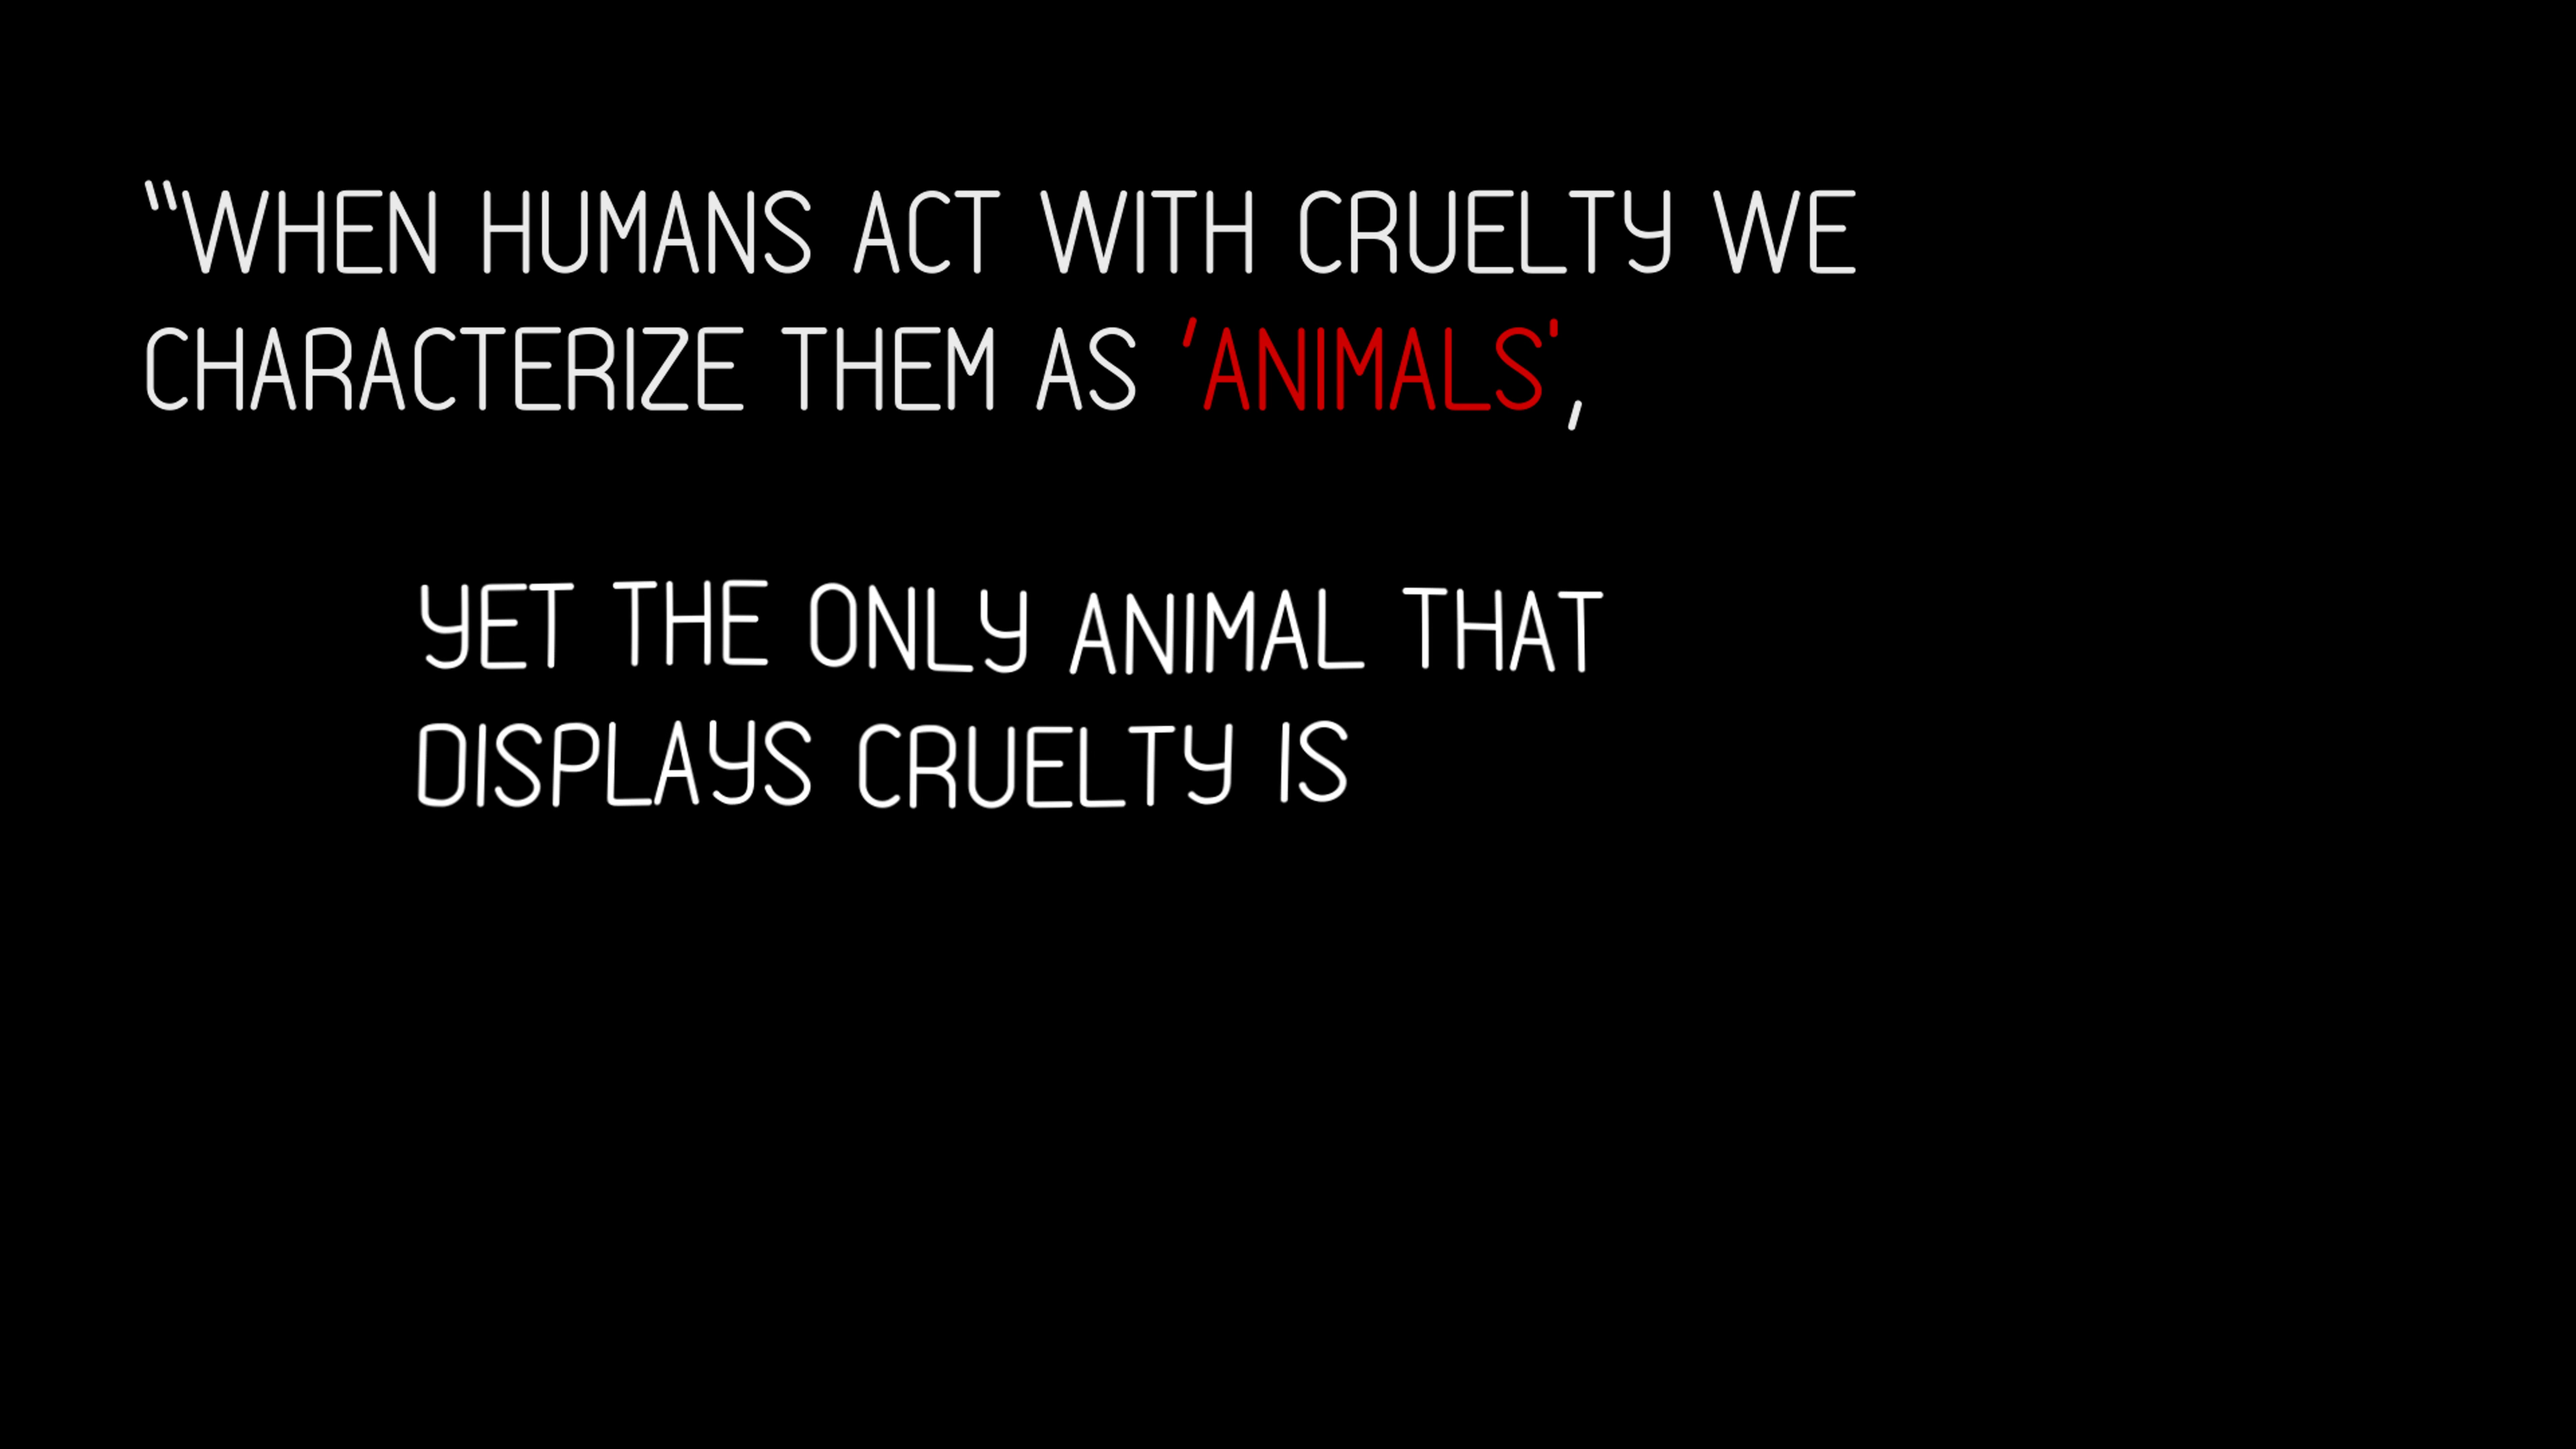 “WHEN HUMANS ACT WITH CRUELTY WE
CHARACTERIZE THEM AS 'ANIMALS',
YET THE ONLY ANIMAL THAT
DISPLAYS CRUELTY IS